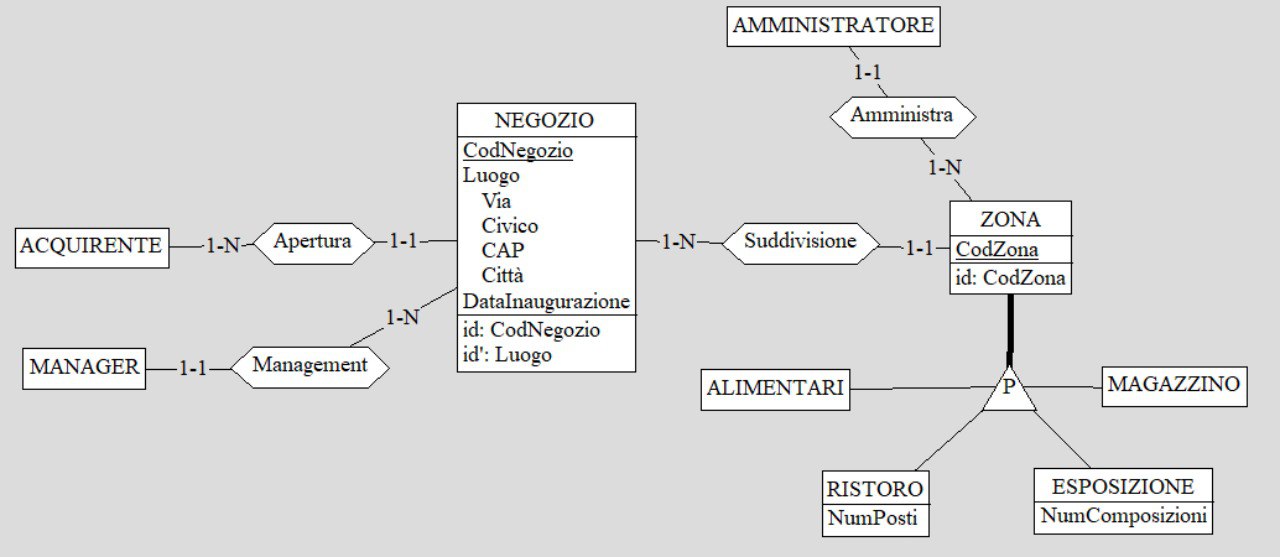 AMMINISTRATORE
1-1
Amministra
1-N
NEGOZIO
CodNegozio
Luogo
Via
Civico
CAP
Città
DataInaugurazione
id: CodNegozio
id': Luogo
ACQUIRENTE
1-N
Apertura
1-1
1-N
Suddivisione
1-1
ZONA
CodZona
id: CodZona
1-N
MANAGER
1-1
Management
ALIMENTARI
P
MAGAZZINO
RISTORO
NumPosti
ESPOSIZIONE
NumComposizioni